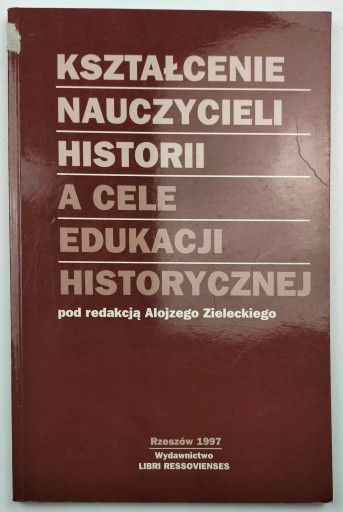 KSZTAŁCENIE
NAUCZYCIELI
HISTORII
A CELE
EDUKACJI
HISTORYCZNEJ
pod redakcją Alojzego Zieleckiego
Rzeszów 1997
Wydawnictwo
LIBRI RESSOVIENSES